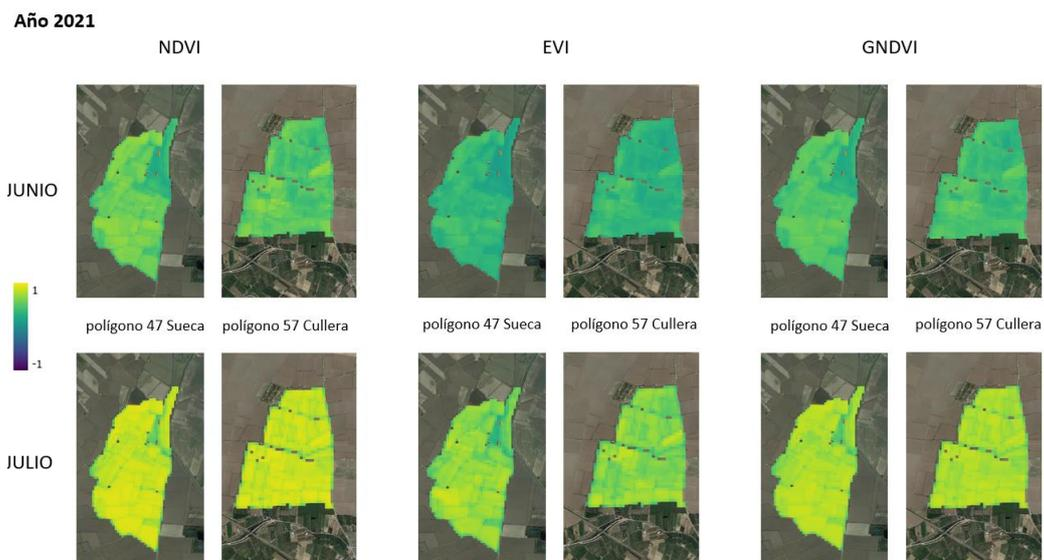 Año 2021
NDVI EVI GNDVI
JUNIO
1
-1
polígono 47 Sueca polígono 57 Cullera polígono 47 Sueca polígono 57 Cullera polígono 47 Sueca polígono 57 Cullera
JULIO